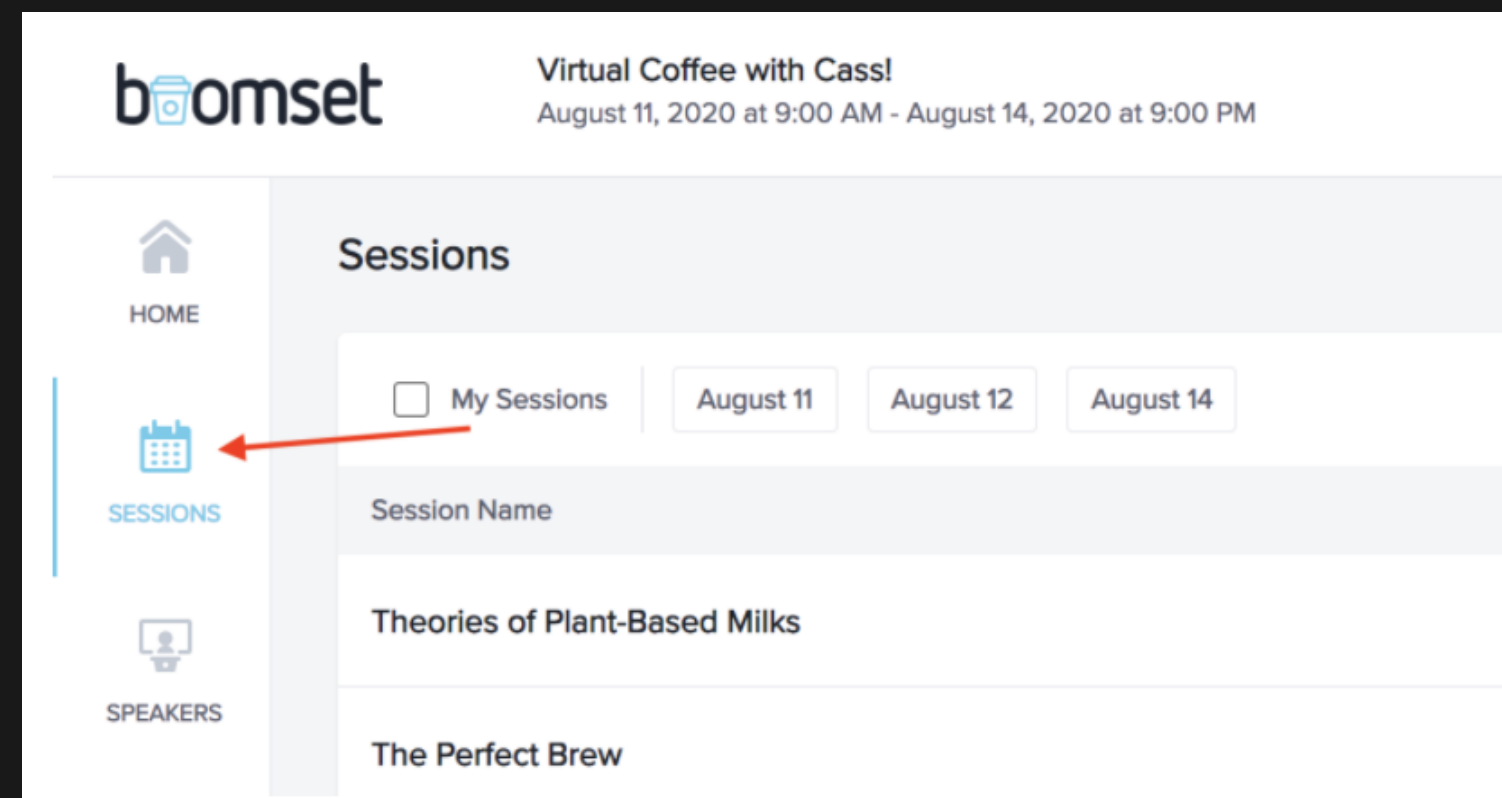 boomset
Virtual Coffee with Cass!
August 11, 2020 at 9:00 AM - August 14, 2020 at 9:00 PM
HOME
SESSIONS
SPEAKERS
Sessions
My Sessions August 11 August 12 August 14
Session Name
Theories of Plant-Based Milks
The Perfect Brew